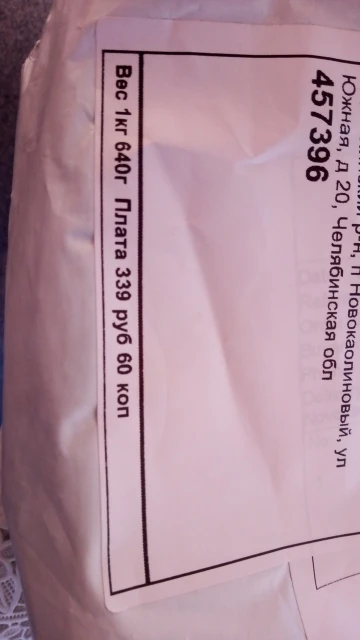 р-н, п Новокаолиновый, ул
Южная, д 20, Челябинская обл
457396
Вес 1кг 640г Плата 339 руб 60 коп